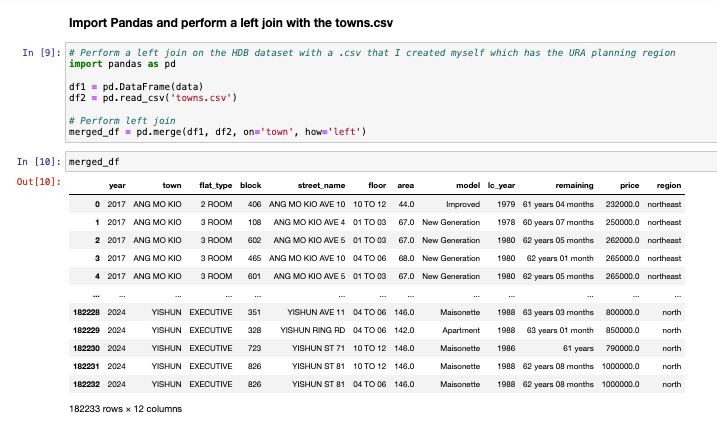 Import Pandas and perform a left join with the towns.csv
In [9]: # Perform a left join on the HDB dataset with a .csv that I created myself which has the URA planning region
import pandas as pd
df1 = pd.DataFrame(data)
df2 = pd.read_csv('towns.csv')
# Perform left join
merged_df = pd.merge(df1, df2, on='town', how='left')
In [10]: merged_df
Out[10]:
year town flat_type block street_name floor area model lc_year remaining price region
0 2017 ANG MO KIO 2 ROOM 406 ANG MO KIO AVE 10 10 TO 12 44.0 Improved 1979 61 years 04 months 232000.0 northeast
1 2017 ANG MO KIO 3 ROOM 108 ANG MO KIO AVE 4 01 TO 03 67.0 New Generation 1978 60 years 07 months 250000.0 northeast
2 2017 ANG MO KIO 3 ROOM 602 ANG MO KIO AVE 5 01 TO 03 67.0 New Generation 1980 62 years 05 months 262000.0 northeast
3 2017 ANG MO KIO 3 ROOM 465 ANG MO KIO AVE 10 04 TO 06 68.0 New Generation 1980 62 years 01 month 265000.0 northeast
4 2017 ANG MO KIO 3 ROOM 601 ANG MO KIO AVE 5 01 TO 03 67.0 New Generation 1980 62 years 05 months 265000.0 northeast
... ... ... ... ... ... ... ... ... ... ... ... ...
182228 2024 YISHUN EXECUTIVE 351 YISHUN AVE 11 04 TO 06 146.0 Maisonette 1988 63 years 03 months 800000.0 north
182229 2024 YISHUN EXECUTIVE 328 YISHUN RING RD 04 TO 06 142.0 Apartment 1988 63 years 01 month 850000.0 north
182230 2024 YISHUN EXECUTIVE 723 YISHUN ST 71 10 TO 12 146.0 Maisonette 1986 61 years 790000.0 north
182231 2024 YISHUN EXECUTIVE 826 YISHUN ST 81 10 TO 12 146.0 Maisonette 1988 62 years 08 months 1000000.0 north
182232 2024 YISHUN EXECUTIVE 826 YISHUN ST 81 04 TO 06 146.0 Maisonette 1988 62 years 08 months 1000000.0 north
182233 rows × 12 columns